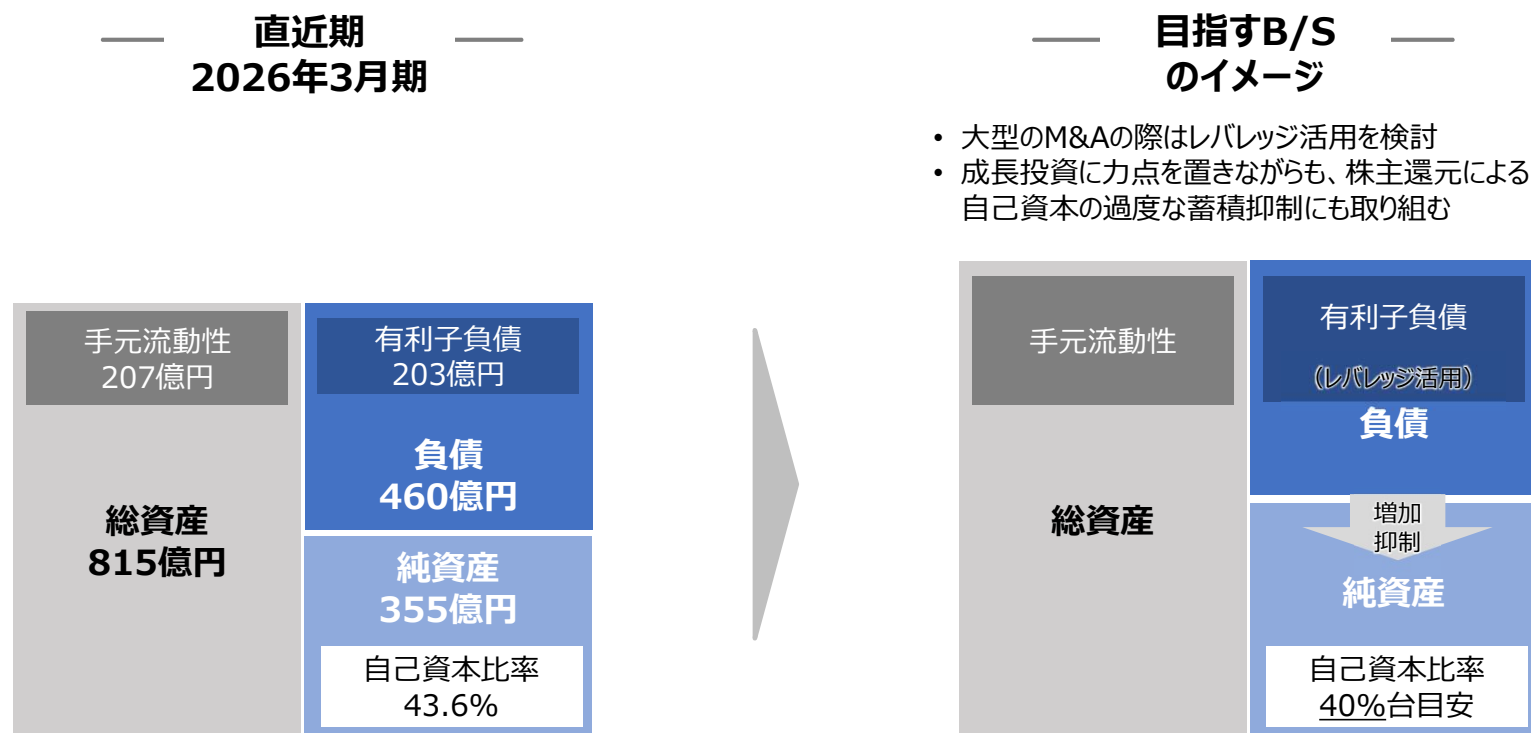 直近期
2026年3月期
手元流動性
207億円
総資産
815億円
有利子負債
203億円
負債
460億円
純資産
355億円
自己資本比率
43.6%
目指すB/S
のイメージ
• 大型のM&Aの際はレバレッジ活用を検討
• 成長投資に力点を置きながらも、株主還元による
自己資本の過度な蓄積抑制にも取り組む
手元流動性
総資産
有利子負債
(レバレッジ活用)
負債
増加
抑制
純資産
自己資本比率
40%台目安